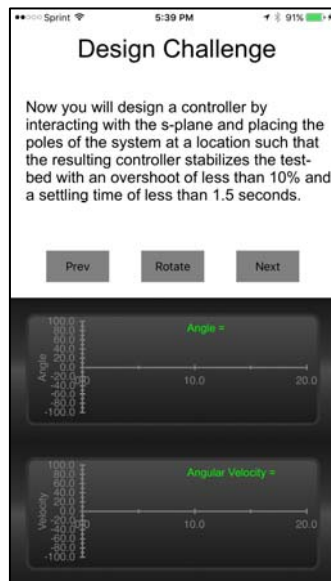 Sprint 5:39 PM 91%
Design Challenge
Now you will design a controller by
interacting with the s-plane and placing the
poles of the system at a location such that
the resulting controller stabilizes the test-
bed with an overshoot of less than 10% and
a settling time of less than 1.5 seconds.
Prev Rotate Next
Angle =
100.0
80.0
60.0
40.0
20.0
0.0 10.0 20.0
-20.0
-40.0
-60.0
-80.0
-100.0
Angle
Angular Velocity =
100.0
80.0
60.0
40.0
20.0
0.0 10.0 20.0
-20.0
-40.0
-60.0
-80.0
-100.0
Velocity